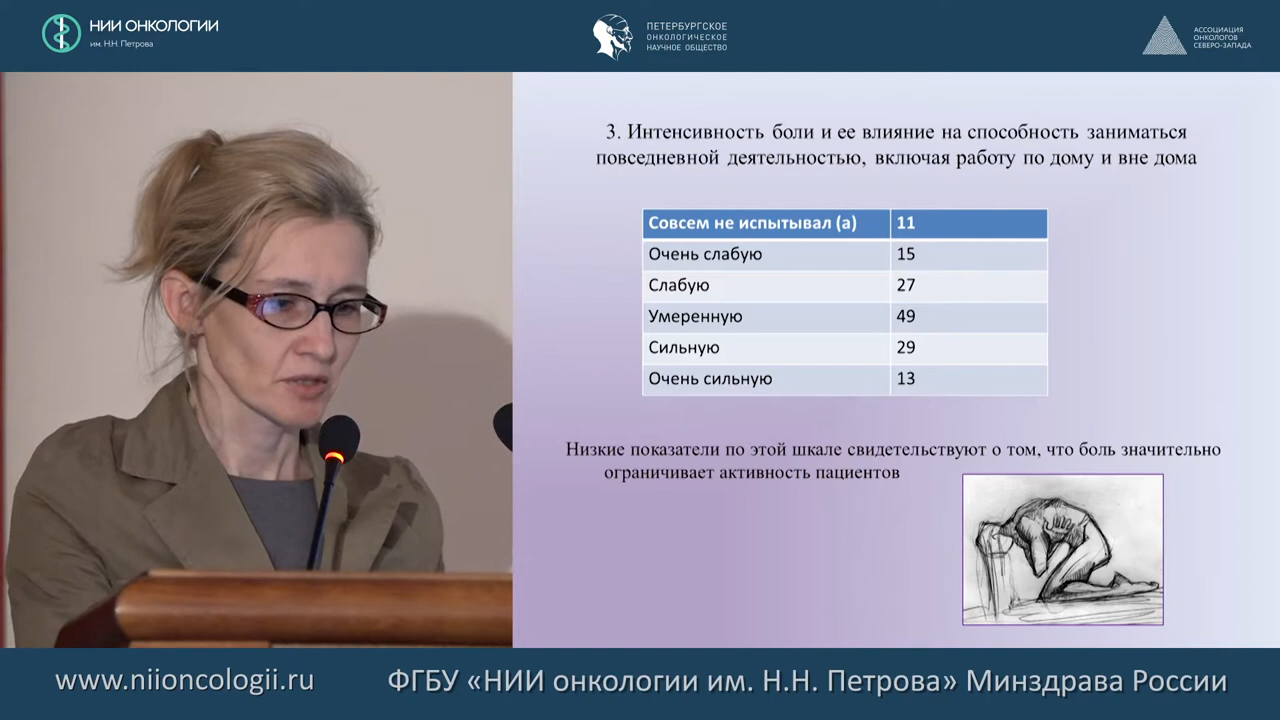 НИИ ОНКОЛОГИИ
им. Н.Н. Петрова
ПЕТЕРБУРГСКОЕ
ОНКОЛОГИЧЕСКОЕ
НАУЧНОЕ ОБЩЕСТВО
АССОЦИАЦИЯ
ОНКОЛОГОВ
СЕВЕРО-ЗАПАДА
3. Интенсивность боли и ее влияние на способность заниматься
повседневной деятельностью, включая работу по дому и вне дома
Совсем не испытывал (а) 11
Очень слабую 15
Слабую 27
Умеренную 49
Сильную 29
Очень сильную 13
Низкие показатели по этой шкале свидетельствуют о том, что боль значительно
ограничивает активность пациентов
www.niioncologii.ru ФГБУ «НИИ онкологии им. Н.Н. Петрова» Минздрава России